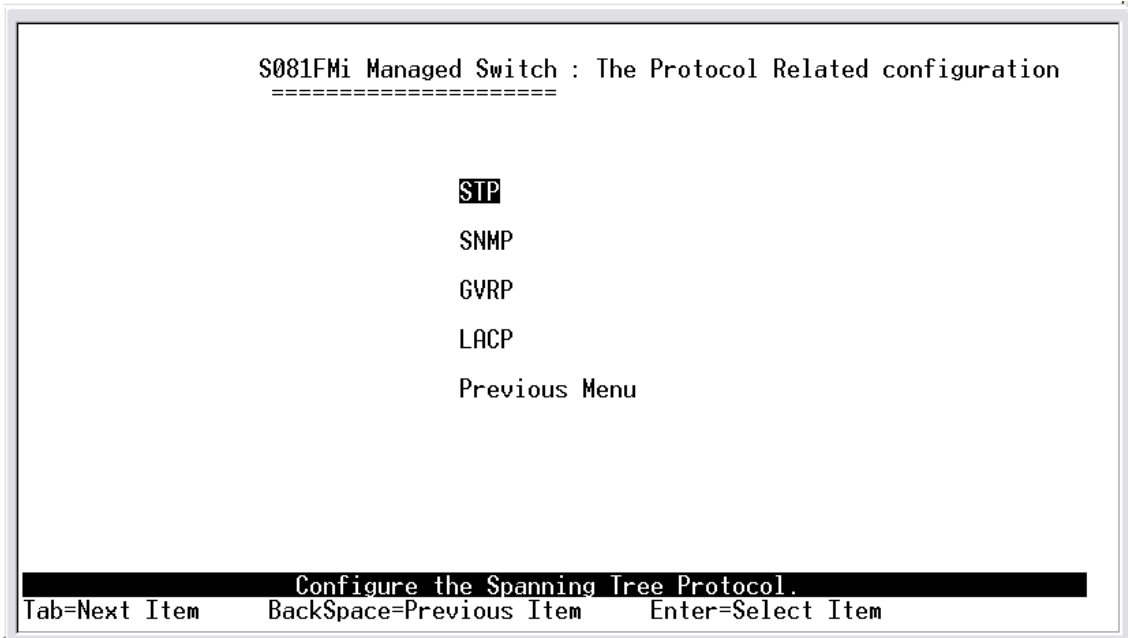 S081FMi Managed Switch : The Protocol Related configuration
=====================
STP
SNMP
GVRP
LACP
Previous Menu
Configure the Spanning Tree Protocol.
Tab=Next Item BackSpace=Previous Item Enter=Select Item